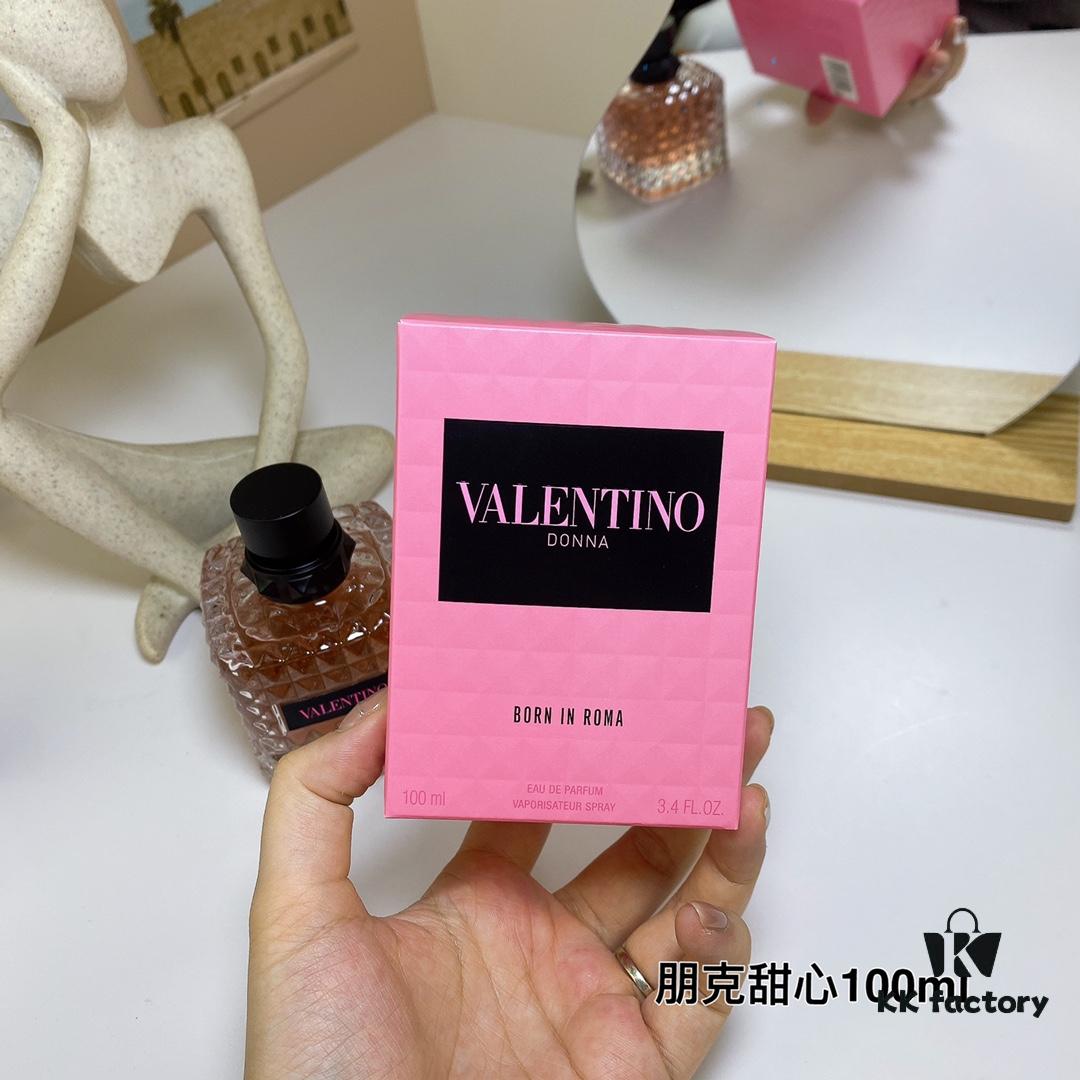 VALENTINO
DONNA
BORN IN ROMA
100 ml
EAU DE PARFUM
VAPORISATEUR SPRAY
3.4 FL.OZ.
VALENTINO
朋克甜心100ml
KK factory